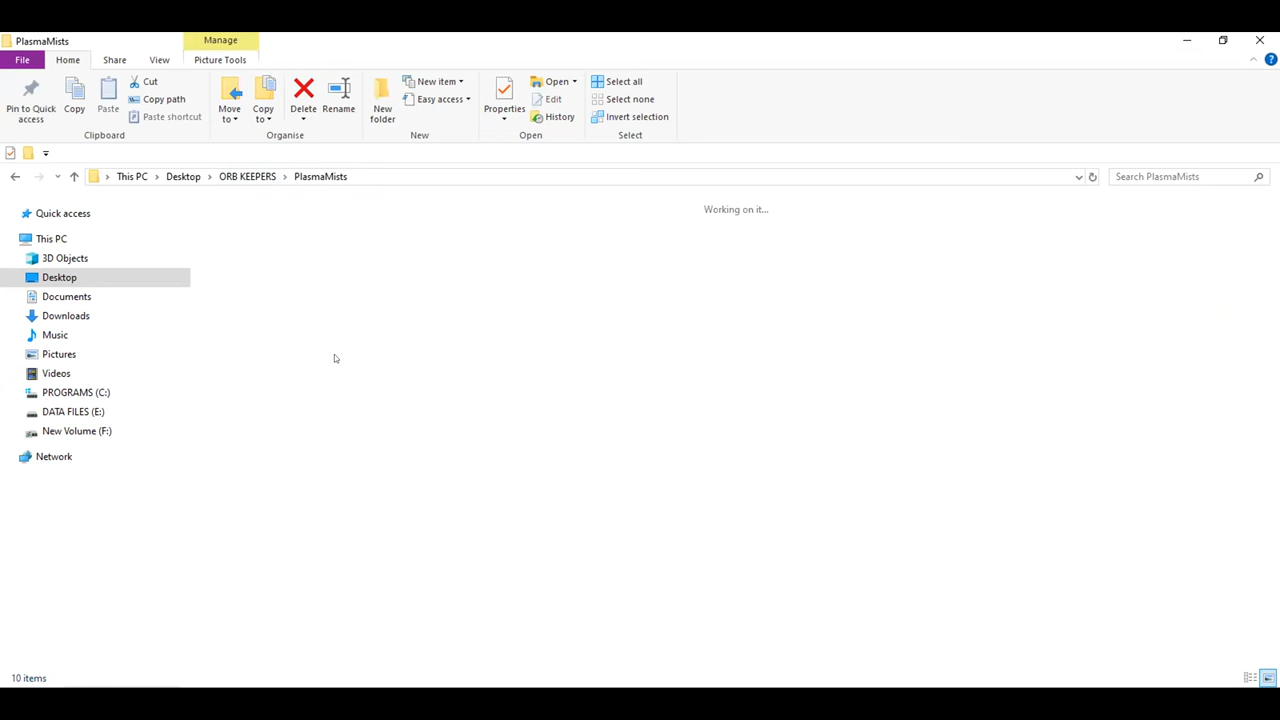 PlasmaMists
Manage
File
Home
Share
View
Picture Tools
Pin to Quick access
Copy
Paste
Cut
Copy path
Paste shortcut
Clipboard
Move to
Copy to
Delete
Rename
Organise
New folder
New item
Easy access
New
Properties
Open
Edit
History
Open
Select all
Select none
Invert selection
Select
This PC
Desktop
ORB KEEPERS
PlasmaMists
Search PlasmaMists
Working on it...
Quick access
This PC
3D Objects
Desktop
Documents
Downloads
Music
Pictures
Videos
PROGRAMS (C:)
DATA FILES (E:)
New Volume (F:)
Network
10 items